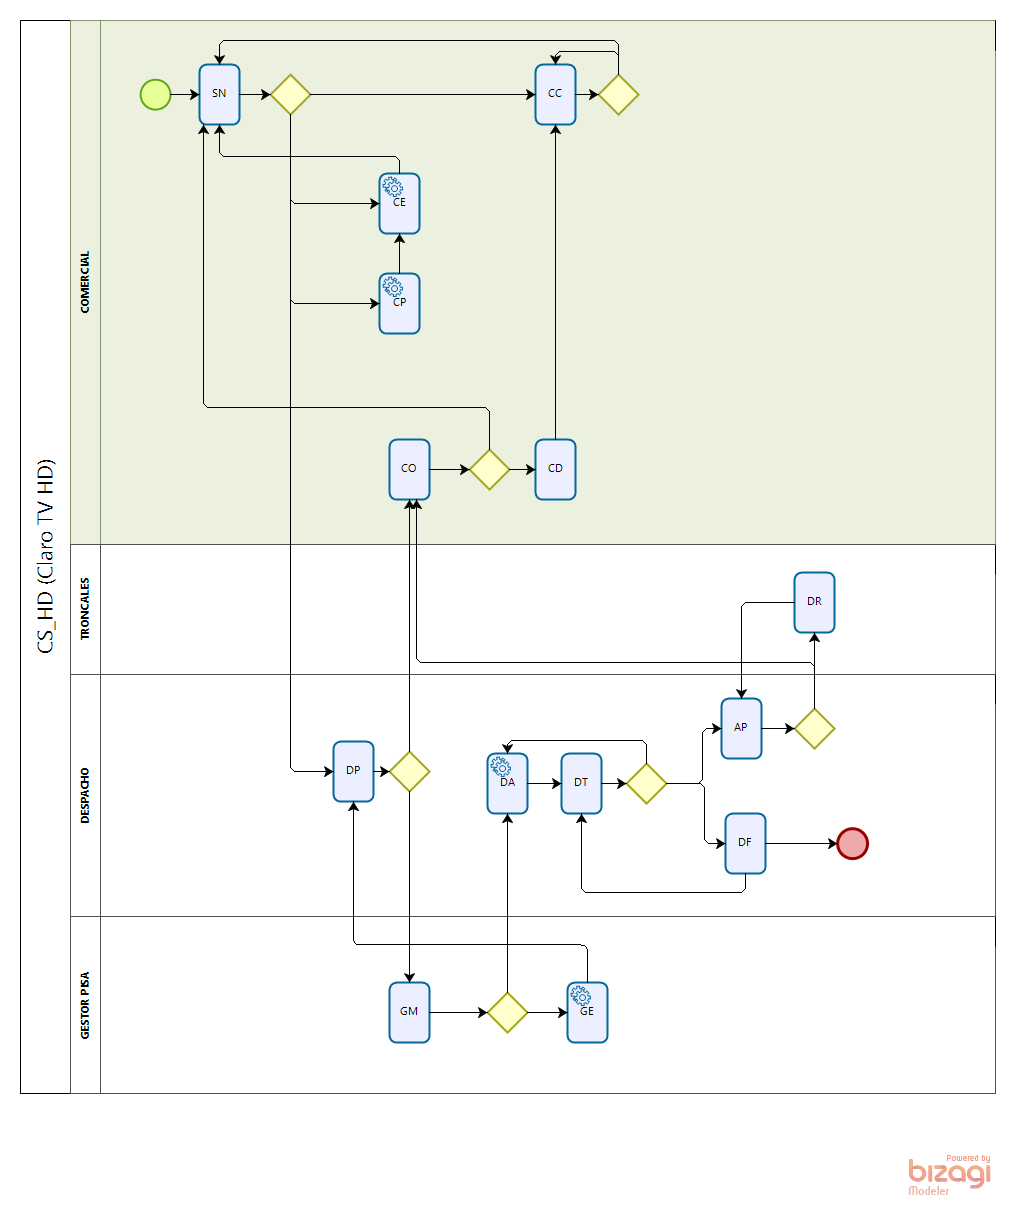 CS_HD (Claro TV HD)
COMERCIAL
SN
CC
CE
CP
CO
CD
TRONCALES
DR
DESPACHO
AP
DP
DA
DT
DF
GESTOR PISA
GM
GE
Powered by
bizagi
Modeler